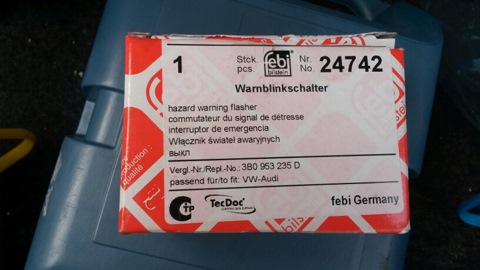 1 Stck. pcs. febi bilstein Nr. No. 24742
Warnblinkschalter
hazard warning flasher
commutateur du signal de détresse
interruptor de emergencia
Włącznik świateł awaryjnych
выкл
Vergl.-Nr./Repl.-No.: 3B0 953 235 D
passend für/to fit: VW-Audi
TP TecDoc febi Germany